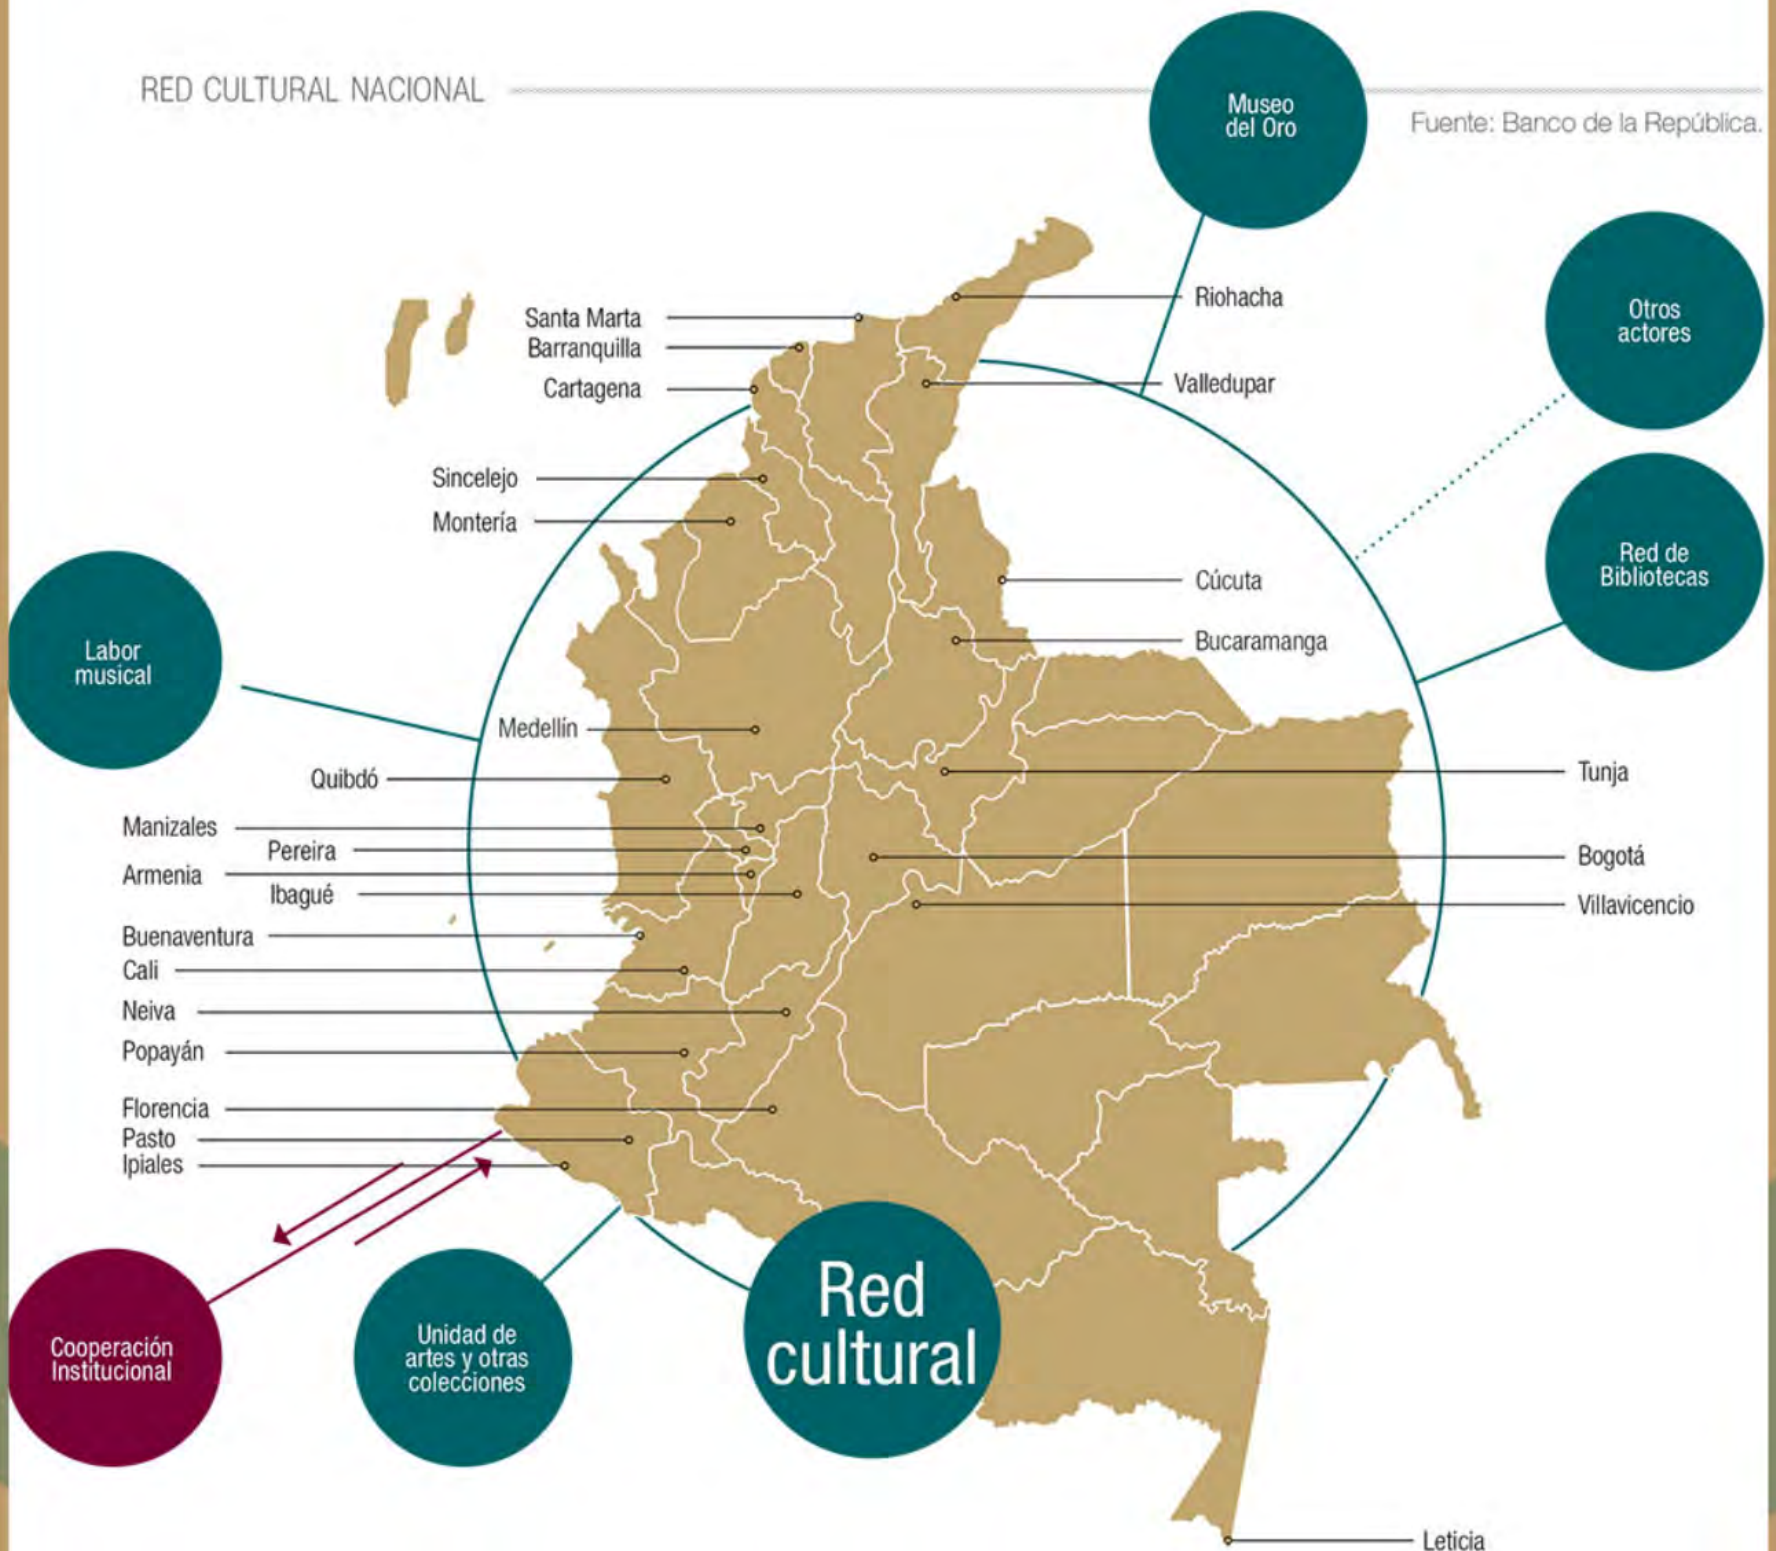 RED CULTURAL NACIONAL
Museo
del Oro
Fuente: Banco de la República.
Otros
actores
Riohacha
Santa Marta
Barranquilla
Cartagena
Valledupar
Sincelejo
Montería
Red de
Bibliotecas
Cúcuta
Bucaramanga
Labor
musical
Medellín
Quibdó
Tunja
Manizales
Pereira
Armenia
Ibagué
Bogotá
Villavicencio
Buenaventura
Cali
Neiva
Popayán
Florencia
Pasto
Ipiales
Cooperación
Institucional
Unidad de
artes y otras
colecciones
Red
cultural
Leticia